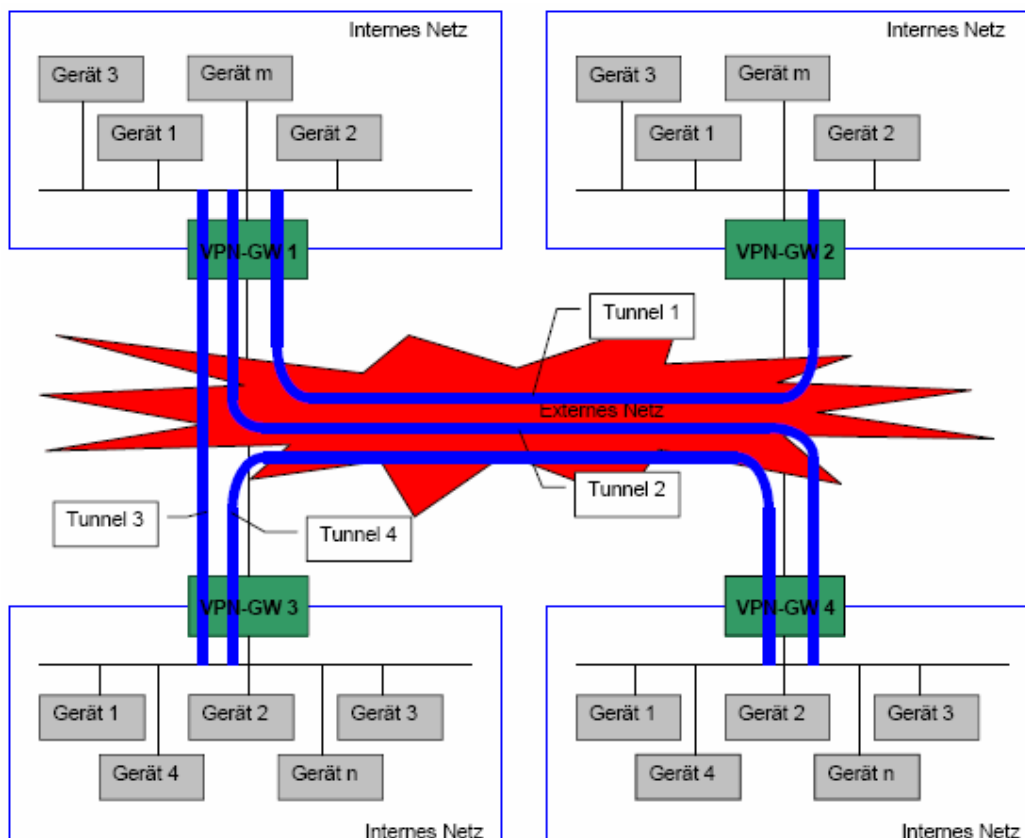 Internes Netz
Internes Netz
Gerät 3
Gerät m
Gerät 3
Gerät m
Gerät 1
Gerät 2
Gerät 1
Gerät 2
VPN-GW 1
VPN-GW 2
Tunnel 1
Externes Netz
Tunnel 2
Tunnel 3
Tunnel 4
VPN-GW 3
VPN-GW 4
Gerät 1
Gerät 2
Gerät 3
Gerät 1
Gerät 2
Gerät 3
Gerät 4
Gerät n
Gerät 4
Gerät n
Internes Netz
Internes Netz